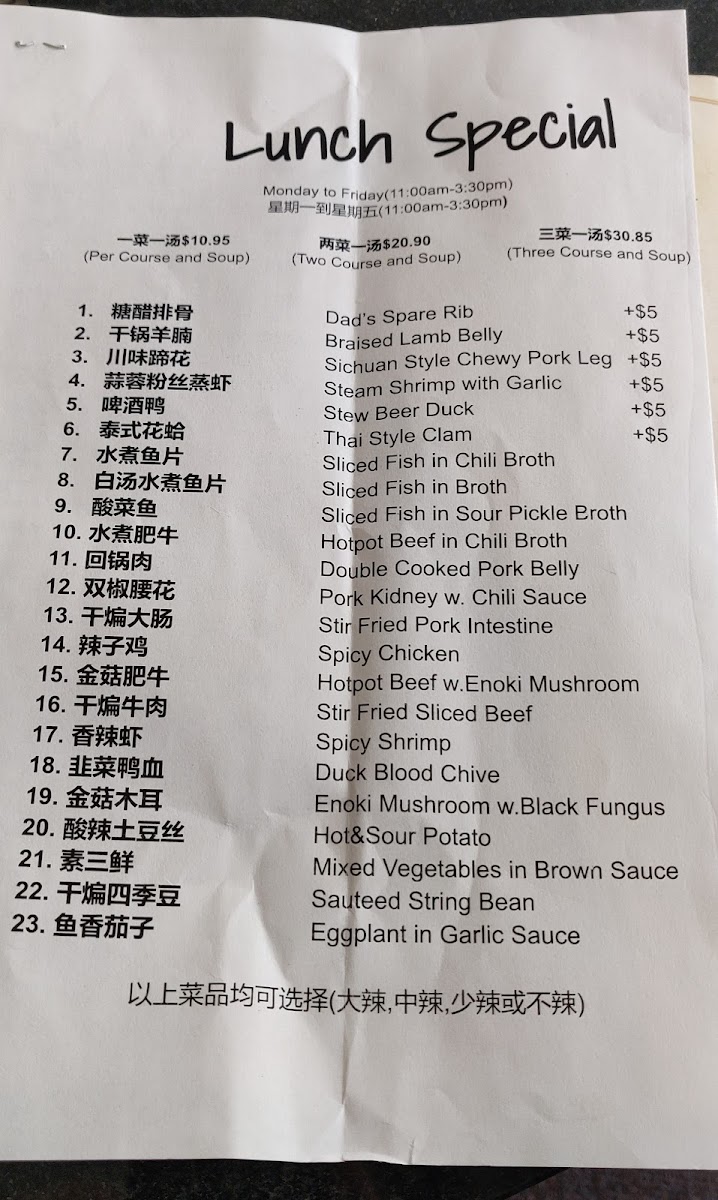 Lunch Special
Monday to Friday(11:00am-3:30pm)
星期一到星期五(11:00am-3:30pm)
一菜一汤$10.95 两菜一汤$20.90 三菜一汤$30.85
(Per Course and Soup) (Two Course and Soup) (Three Course and Soup)
1. 糖醋排骨 Dad's Spare Rib +$5
2. 干锅羊腩 Braised Lamb Belly +$5
3. 川味蹄花 Sichuan Style Chewy Pork Leg +$5
4. 蒜蓉粉丝蒸虾 Steam Shrimp with Garlic +$5
5. 啤酒鸭 Stew Beer Duck +$5
6. 泰式花蛤 Thai Style Clam +$5
7. 水煮鱼片 Sliced Fish in Chili Broth
8. 白汤水煮鱼片 Sliced Fish in Broth
9. 酸菜鱼 Sliced Fish in Sour Pickle Broth
10. 水煮肥牛 Hotpot Beef in Chili Broth
11. 回锅肉 Double Cooked Pork Belly
12. 双椒腰花 Pork Kidney w. Chili Sauce
13. 干煸大肠 Stir Fried Pork Intestine
14. 辣子鸡 Spicy Chicken
15. 金菇肥牛 Hotpot Beef w.Enoki Mushroom
16. 干煸牛肉 Stir Fried Sliced Beef
17. 香辣虾 Spicy Shrimp
18. 韭菜鸭血 Duck Blood Chive
19. 金菇木耳 Enoki Mushroom w.Black Fungus
20. 酸辣土豆丝 Hot&Sour Potato
21. 素三鲜 Mixed Vegetables in Brown Sauce
22. 干煸四季豆 Sauteed String Bean
23. 鱼香茄子 Eggplant in Garlic Sauce
以上菜品均可选择(大辣,中辣,少辣或不辣)